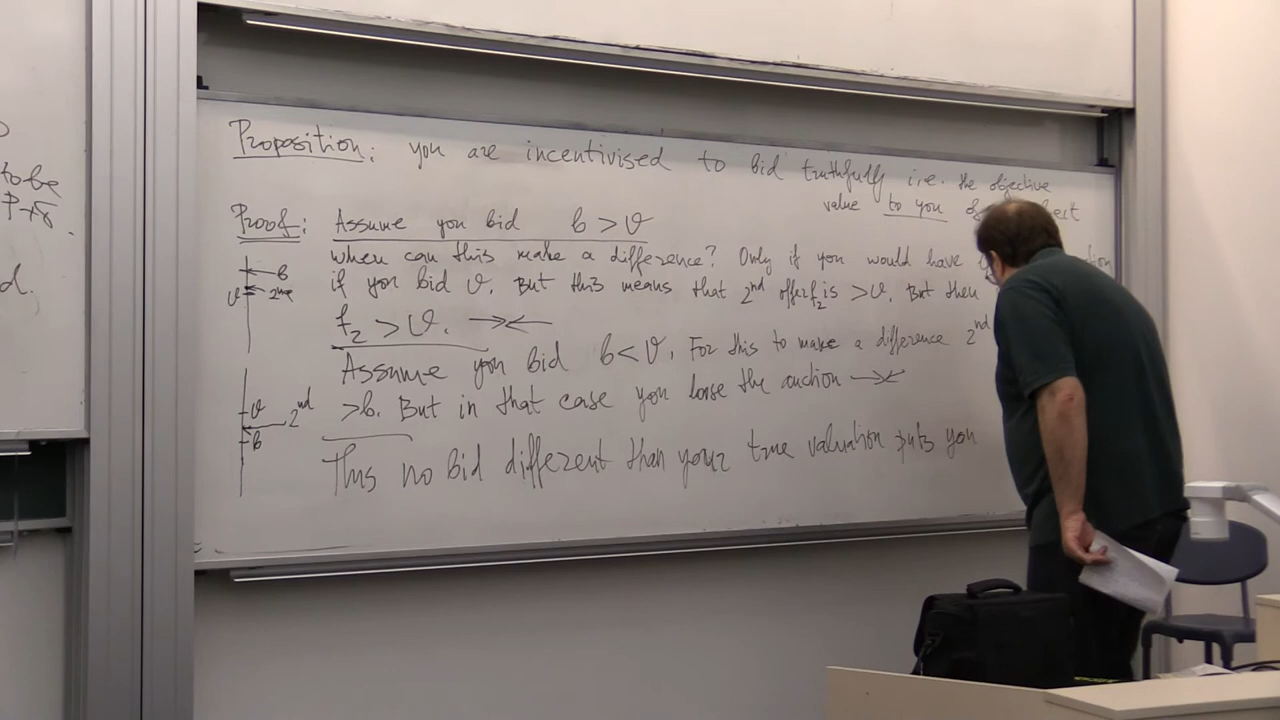 to be
d.
Proposition: you are incentivised to bid truthfully i.e. the objective
value to you of
Proof: Assume you bid b > v
When can this make a difference? Only if you would have
if you bid v. But this means that 2nd offer f2 is > v. But then
f2 > v. →←
Assume you bid b < v. For this to make a difference 2nd
> b. But in that case you loose the auction →←
Thus no bid different than your true valuation puts you
b
v
v
2nd
b